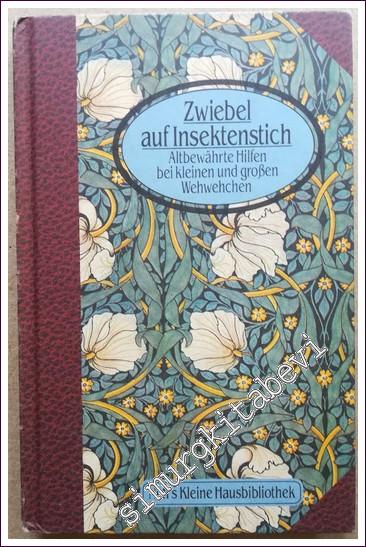 Zwiebel
auf Insektenstich
Altbewährte Hilfen
bei kleinen und großen
Wehwehchen
Kleine Hausbibliothek
simurgkitabevi